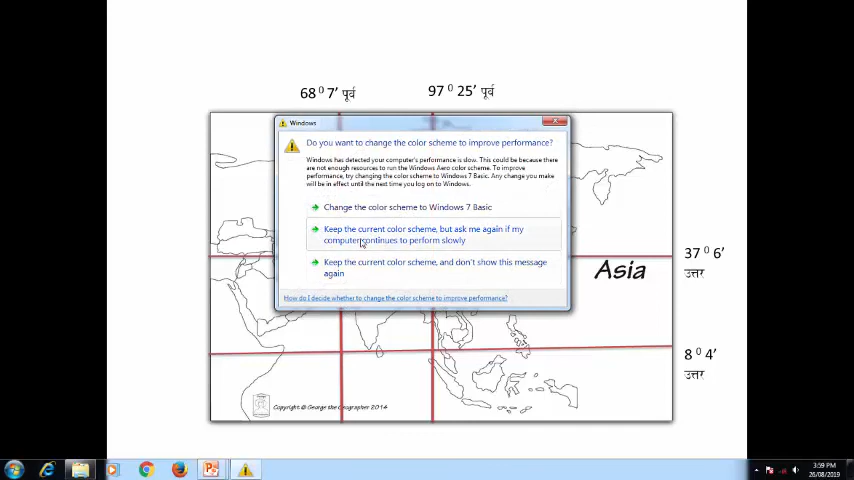 68 ⁰ 7’ पूर्व
97 ⁰ 25’ पूर्व
Windows
Do you want to change the color scheme to improve performance?
Windows has detected your computer's performance is slow. This could be because there
are not enough resources to run the Windows Aero color scheme. To improve
performance, try changing the color scheme to Windows 7 Basic. Any change you make
will be in effect until the next time you log on to Windows.
Change the color scheme to Windows 7 Basic
Keep the current color scheme, but ask me again if my
computer continues to perform slowly
Keep the current color scheme, and don't show this message
again
How do I decide whether to change the color scheme to improve performance?
37 ⁰ 6’
उत्तर
Asia
8 ⁰ 4’
उत्तर
Copyright © George the Geographer 2014
3:59 PM
26/08/2019